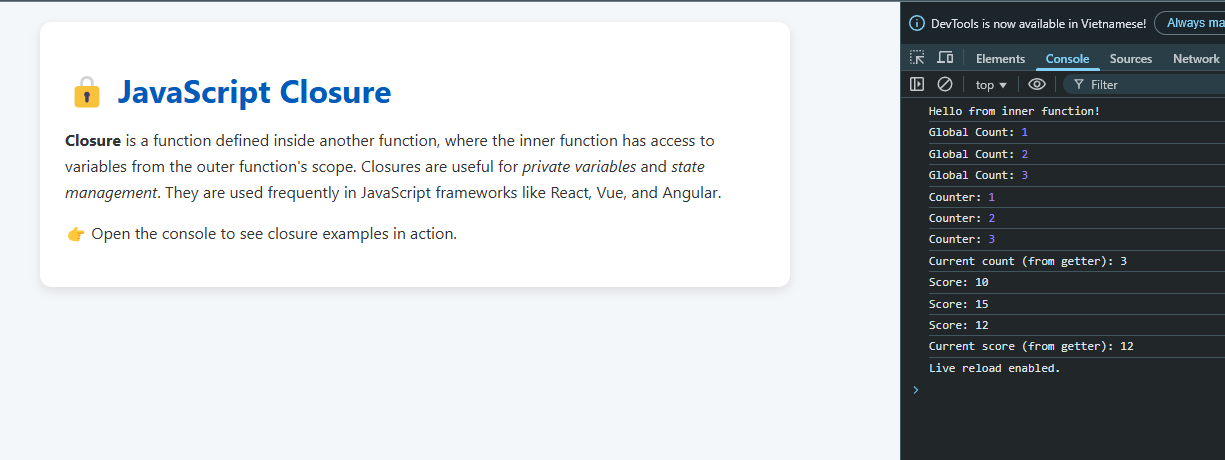 JavaScript Closure
Closure is a function defined inside another function, where the inner function has access to
variables from the outer function's scope. Closures are useful for private variables and state
management. They are used frequently in JavaScript frameworks like React, Vue, and Angular.
👉 Open the console to see closure examples in action.
DevTools is now available in Vietnamese! Always ma
Elements Console Sources Network
top ▼ Filter
Hello from inner function!
Global Count: 1
Global Count: 2
Global Count: 3
Counter: 1
Counter: 2
Counter: 3
Current count (from getter): 3
Score: 10
Score: 15
Score: 12
Current score (from getter): 12
Live reload enabled.